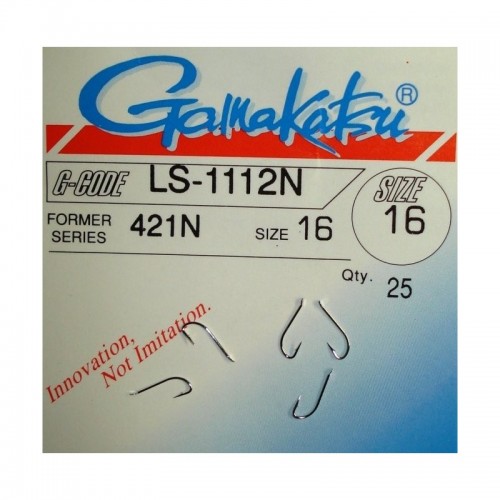 Gamakatsu®
G-CODE LS-1112N
SIZE 16
FORMER SERIES 421N SIZE 16
Qty. 25
Innovation,
Not Imitation.